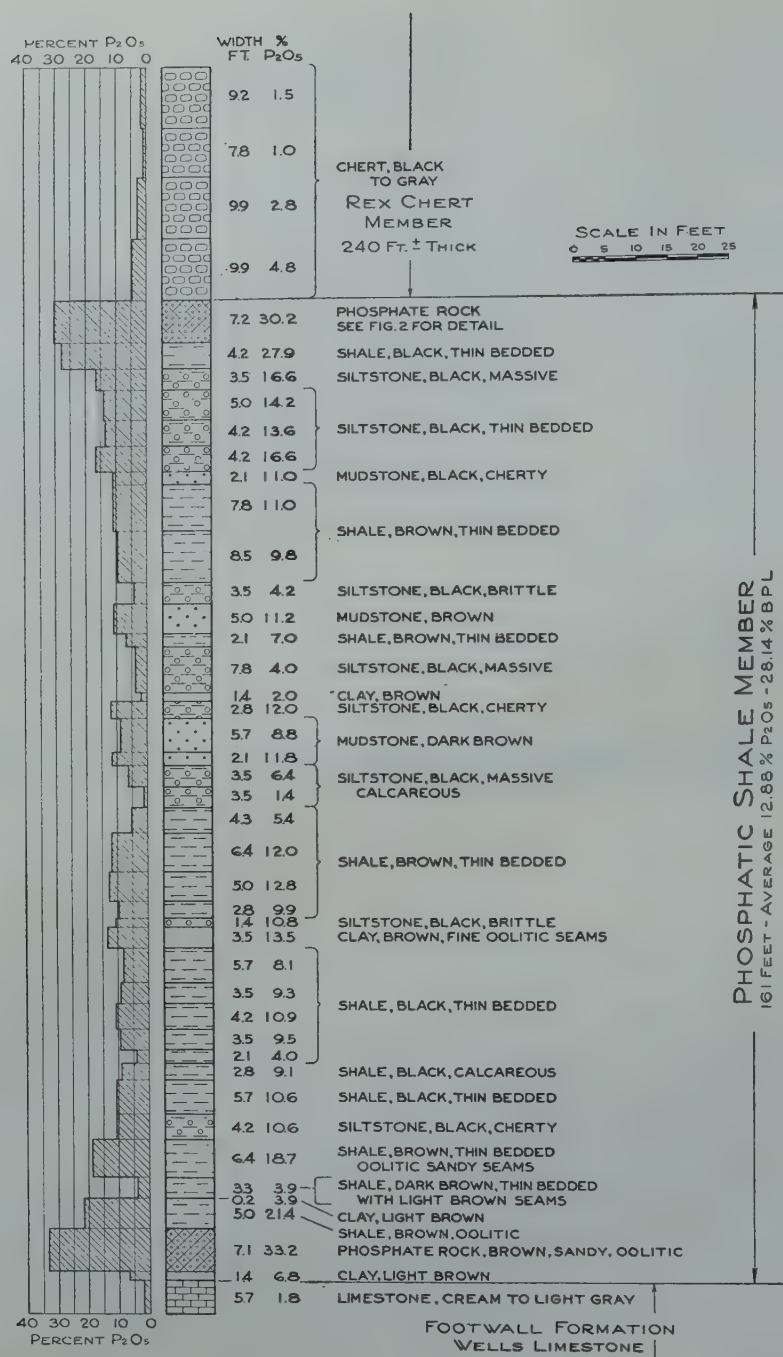 PERCENT P2O5
40 30 20 10 0
WIDTH %
FT. P2O5
9.2 1.5
7.8 1.0
9.9 2.8
9.9 4.8
CHERT, BLACK
TO GRAY
REX CHERT
MEMBER
240 FT. ± THICK
SCALE IN FEET
0 5 10 15 20 25
7.2 30.2 PHOSPHATE ROCK
SEE FIG. 2 FOR DETAIL
4.2 27.9 SHALE, BLACK, THIN BEDDED
3.5 16.6 SILTSTONE, BLACK, MASSIVE
5.0 14.2
4.2 13.6 SILTSTONE, BLACK, THIN BEDDED
4.2 16.6
2.1 11.0 MUDSTONE, BLACK, CHERTY
7.8 11.0
SHALE, BROWN, THIN BEDDED
8.5 9.8
3.5 4.2 SILTSTONE, BLACK, BRITTLE
5.0 11.2 MUDSTONE, BROWN
2.1 7.0 SHALE, BROWN, THIN BEDDED
7.8 4.0 SILTSTONE, BLACK, MASSIVE
1.4 2.0 CLAY, BROWN
2.8 12.0 SILTSTONE, BLACK, CHERTY
5.7 8.8
MUDSTONE, DARK BROWN
2.1 11.8
3.5 6.4 SILTSTONE, BLACK, MASSIVE
3.5 1.4 CALCAREOUS
4.3 5.4
6.4 12.0
SHALE, BROWN, THIN BEDDED
5.0 12.8
2.8 9.9
1.4 10.8 SILTSTONE, BLACK, BRITTLE
3.5 13.5 CLAY, BROWN, FINE OOLITIC SEAMS
5.7 8.1
3.5 9.3
SHALE, BLACK, THIN BEDDED
4.2 10.9
3.5 9.5
2.1 4.0
2.8 9.1 SHALE, BLACK, CALCAREOUS
5.7 10.6 SHALE, BLACK, THIN BEDDED
4.2 10.6 SILTSTONE, BLACK, CHERTY
6.4 18.7 SHALE, BROWN, THIN BEDDED
OOLITIC SANDY SEAMS
3.3 3.9 SHALE, DARK BROWN, THIN BEDDED
WITH LIGHT BROWN SEAMS
0.2 3.9 CLAY, LIGHT BROWN
5.0 21.4 SHALE, BROWN, OOLITIC
7.1 33.2 PHOSPHATE ROCK, BROWN, SANDY, OOLITIC
1.4 6.8 CLAY, LIGHT BROWN
5.7 1.8 LIMESTONE, CREAM TO LIGHT GRAY
PHOSPHATIC SHALE MEMBER
161 FEET - AVERAGE 12.88 % P2O5 - 28.14 % BPL
40 30 20 10 0
PERCENT P2O5
FOOTWALL FORMATION
WELLS LIMESTONE